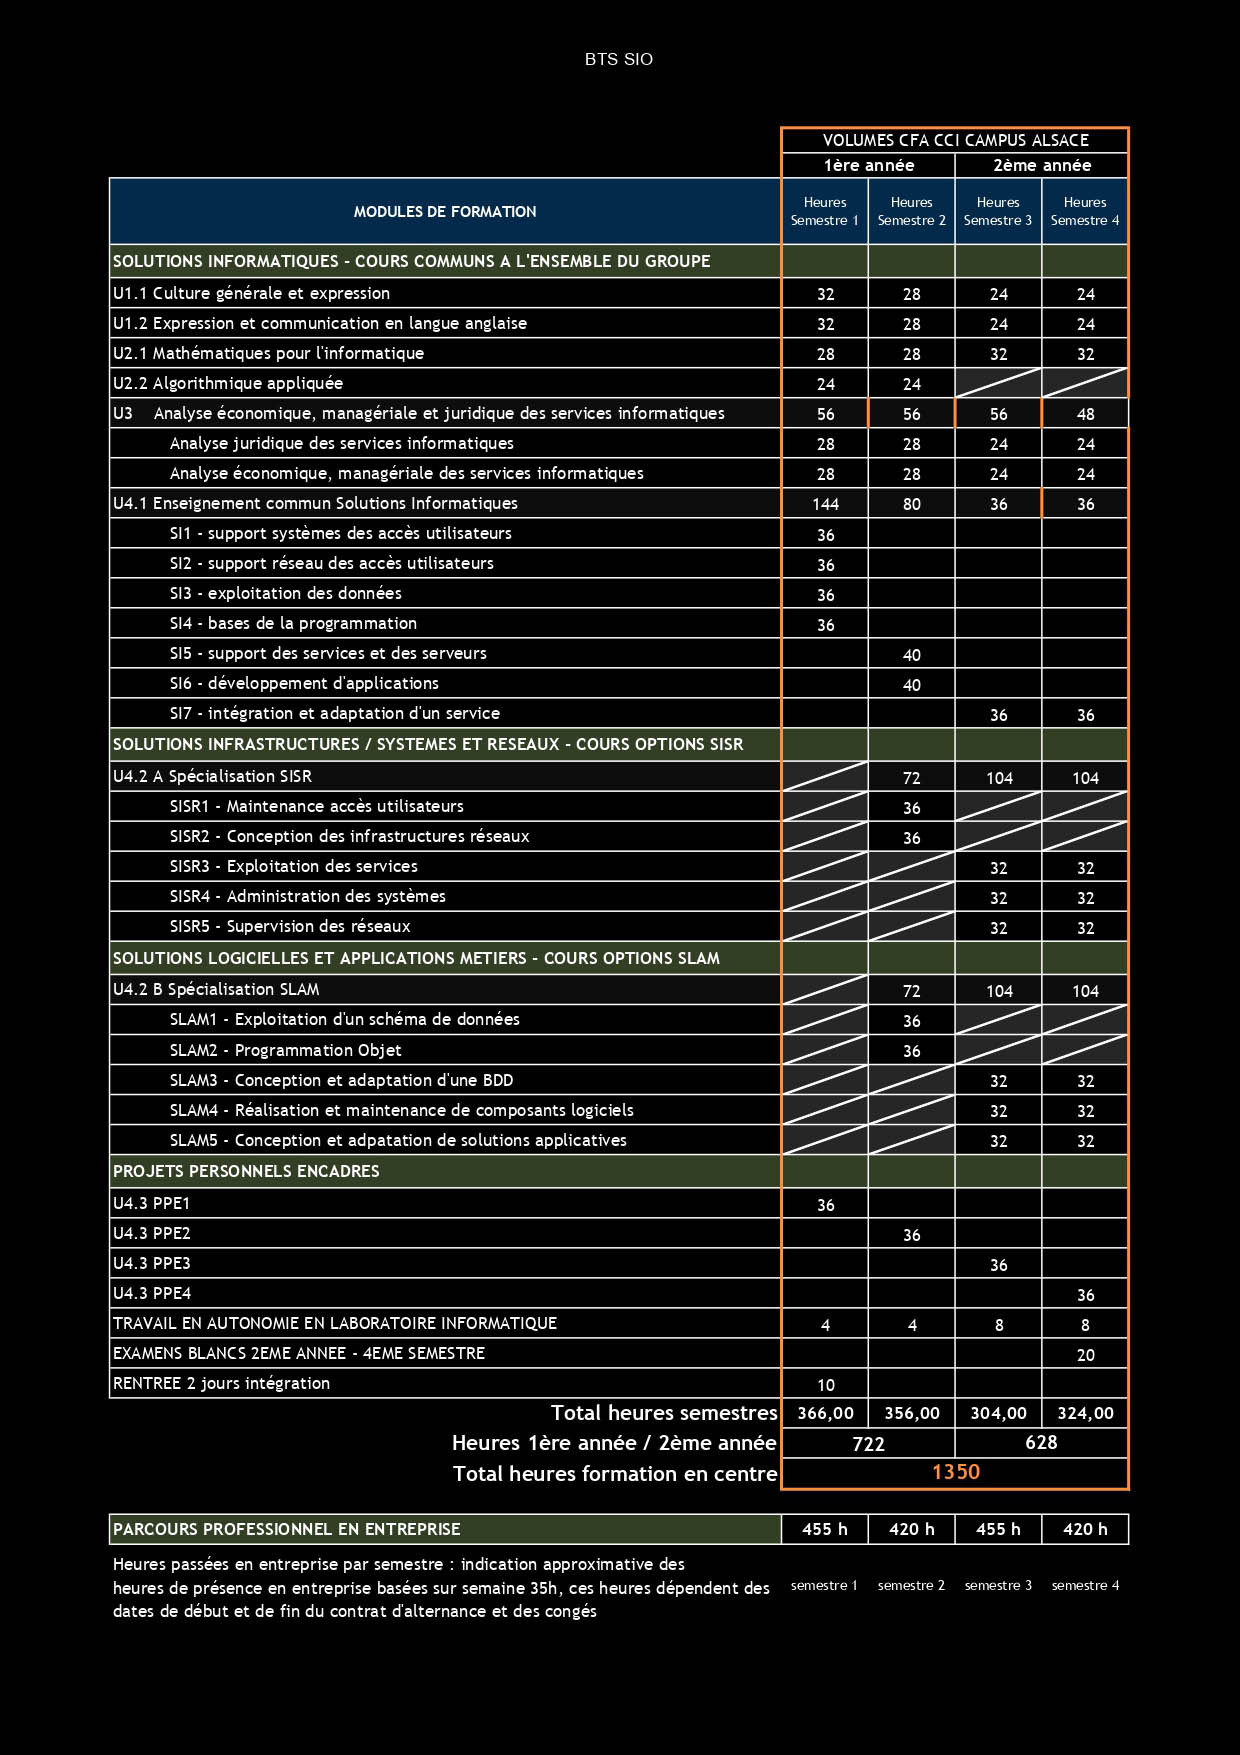 BTS SIO
VOLUMES CFA CCI CAMPUS ALSACE
1ère année 2ème année
MODULES DE FORMATION Heures Semestre 1 Heures Semestre 2 Heures Semestre 3 Heures Semestre 4
SOLUTIONS INFORMATIQUES - COURS COMMUNS A L'ENSEMBLE DU GROUPE
U1.1 Culture générale et expression 32 28 24 24
U1.2 Expression et communication en langue anglaise 32 28 24 24
U2.1 Mathématiques pour l'informatique 28 28 32 32
U2.2 Algorithmique appliquée 24 24
U3 Analyse économique, managériale et juridique des services informatiques 56 56 56 48
Analyse juridique des services informatiques 28 28 24 24
Analyse économique, managériale des services informatiques 28 28 24 24
U4.1 Enseignement commun Solutions Informatiques 144 80 36 36
SI1 - support systèmes des accès utilisateurs 36
SI2 - support réseau des accès utilisateurs 36
SI3 - exploitation des données 36
SI4 - bases de la programmation 36
SI5 - support des services et des serveurs 40
SI6 - développement d'applications 40
SI7 - intégration et adaptation d'un service 36 36
SOLUTIONS INFRASTRUCTURES / SYSTEMES ET RESEAUX - COURS OPTIONS SISR
U4.2 A Spécialisation SISR 72 104 104
SISR1 - Maintenance accès utilisateurs 36
SISR2 - Conception des infrastructures réseaux 36
SISR3 - Exploitation des services 32 32
SISR4 - Administration des systèmes 32 32
SISR5 - Supervision des réseaux 32 32
SOLUTIONS LOGICIELLES ET APPLICATIONS METIERS - COURS OPTIONS SLAM
U4.2 B Spécialisation SLAM 72 104 104
SLAM1 - Exploitation d'un schéma de données 36
SLAM2 - Programmation Objet 36
SLAM3 - Conception et adaptation d'une BDD 32 32
SLAM4 - Réalisation et maintenance de composants logiciels 32 32
SLAM5 - Conception et adpatation de solutions applicatives 32 32
PROJETS PERSONNELS ENCADRES
U4.3 PPE1 36
U4.3 PPE2 36
U4.3 PPE3 36
U4.3 PPE4 36
TRAVAIL EN AUTONOMIE EN LABORATOIRE INFORMATIQUE 4 4 8 8
EXAMENS BLANCS 2EME ANNEE - 4EME SEMESTRE 20
RENTREE 2 jours intégration 10
Total heures semestres 366,00 356,00 304,00 324,00
Heures 1ère année / 2ème année 722 628
Total heures formation en centre 1350
PARCOURS PROFESSIONNEL EN ENTREPRISE 455 h 420 h 455 h 420 h
Heures passées en entreprise par semestre : indication approximative des
heures de présence en entreprise basées sur semaine 35h, ces heures dépendent des semestre 1 semestre 2 semestre 3 semestre 4
dates de début et de fin du contrat d'alternance et des congés